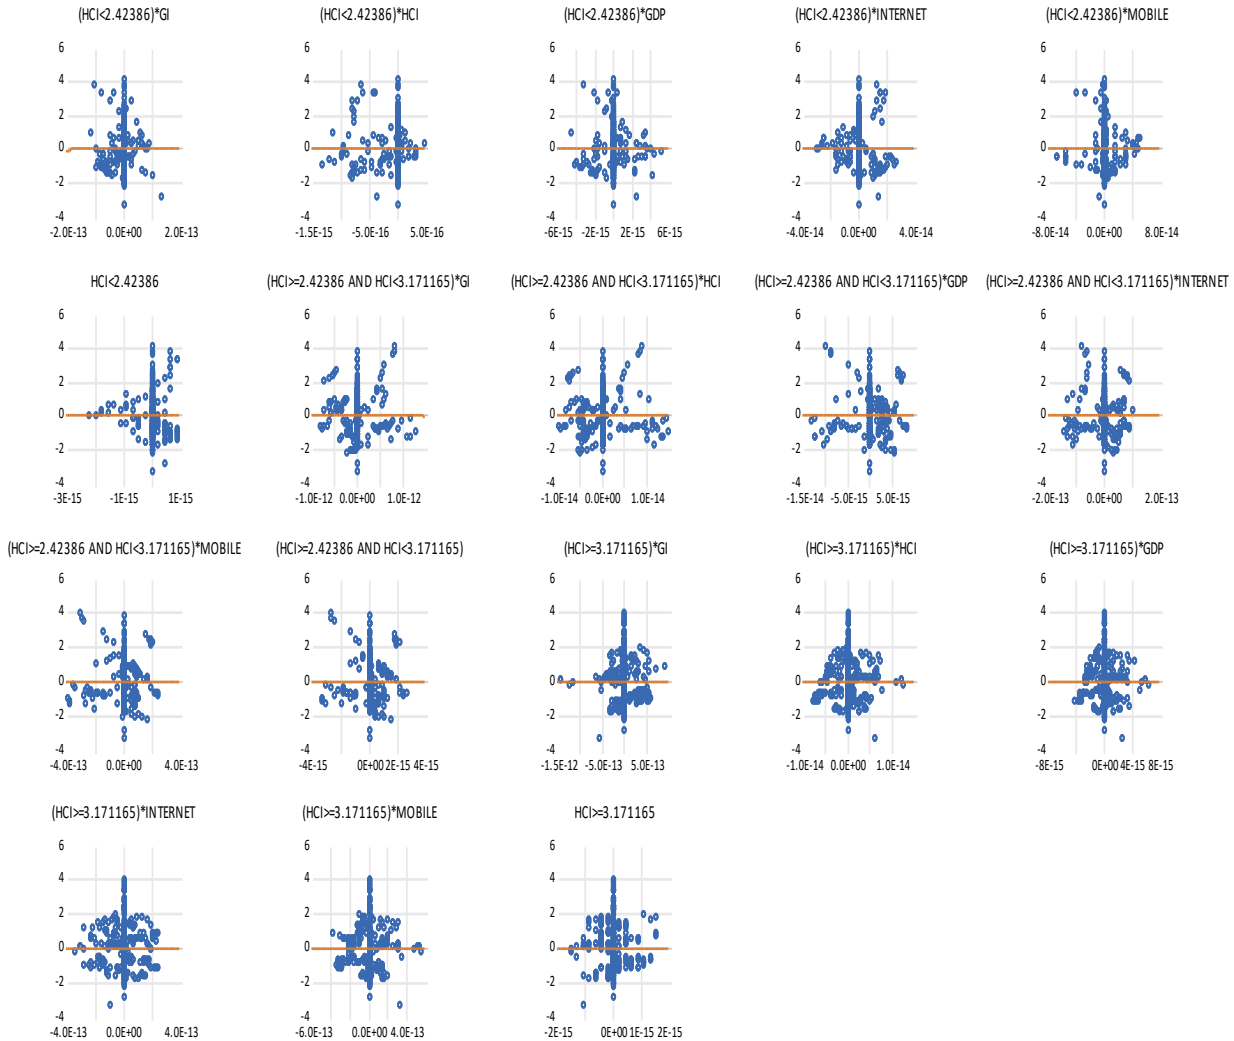 (HCI<2.42386)*GI (HCI<2.42386)*HCI (HCI<2.42386)*GDP (HCI<2.42386)*INTERNET (HCI<2.42386)*MOBILE
6 6 6 6 6
4 4 4 4 4
2 2 2 2 2
0 0 0 0 0
-2 -2 -2 -2 -2
-4 -4 -4 -4 -4
-2.0E-13 0.0E+00 2.0E-13 -1.5E-15 -5.0E-16 5.0E-16 -6E-15 -2E-15 2E-15 6E-15 -4.0E-14 0.0E+00 4.0E-14 -8.0E-14 0.0E+00 8.0E-14
HCI<2.42386 (HCI>=2.42386 AND HCI<3.171165)*GI (HCI>=2.42386 AND HCI<3.171165)*HCI (HCI>=2.42386 AND HCI<3.171165)*GDP (HCI>=2.42386 AND HCI<3.171165)*INTERNET
6 6 6 6 6
4 4 4 4 4
2 2 2 2 2
0 0 0 0 0
-2 -2 -2 -2 -2
-4 -4 -4 -4 -4
-3E-15 -1E-15 1E-15 -1.0E-12 0.0E+00 1.0E-12 -1.0E-14 0.0E+00 1.0E-14 -1.5E-14 -5.0E-15 5.0E-15 -2.0E-13 0.0E+00 2.0E-13
(HCI>=2.42386 AND HCI<3.171165)*MOBILE (HCI>=2.42386 AND HCI<3.171165) (HCI>=3.171165)*GI (HCI>=3.171165)*HCI (HCI>=3.171165)*GDP
6 6 6 6 6
4 4 4 4 4
2 2 2 2 2
0 0 0 0 0
-2 -2 -2 -2 -2
-4 -4 -4 -4 -4
-4.0E-13 0.0E+00 4.0E-13 -4E-15 0E+00 2E-15 4E-15 -1.5E-12 -5.0E-13 5.0E-13 -1.0E-14 0.0E+00 1.0E-14 -8E-15 0E+00 4E-15 8E-15
(HCI>=3.171165)*INTERNET (HCI>=3.171165)*MOBILE HCI>=3.171165
6 6 6
4 4 4
2 2 2
0 0 0
-2 -2 -2
-4 -4 -4
-4.0E-13 0.0E+00 4.0E-13 -6.0E-13 0.0E+00 4.0E-13 -2E-15 0E+00 1E-15 2E-15